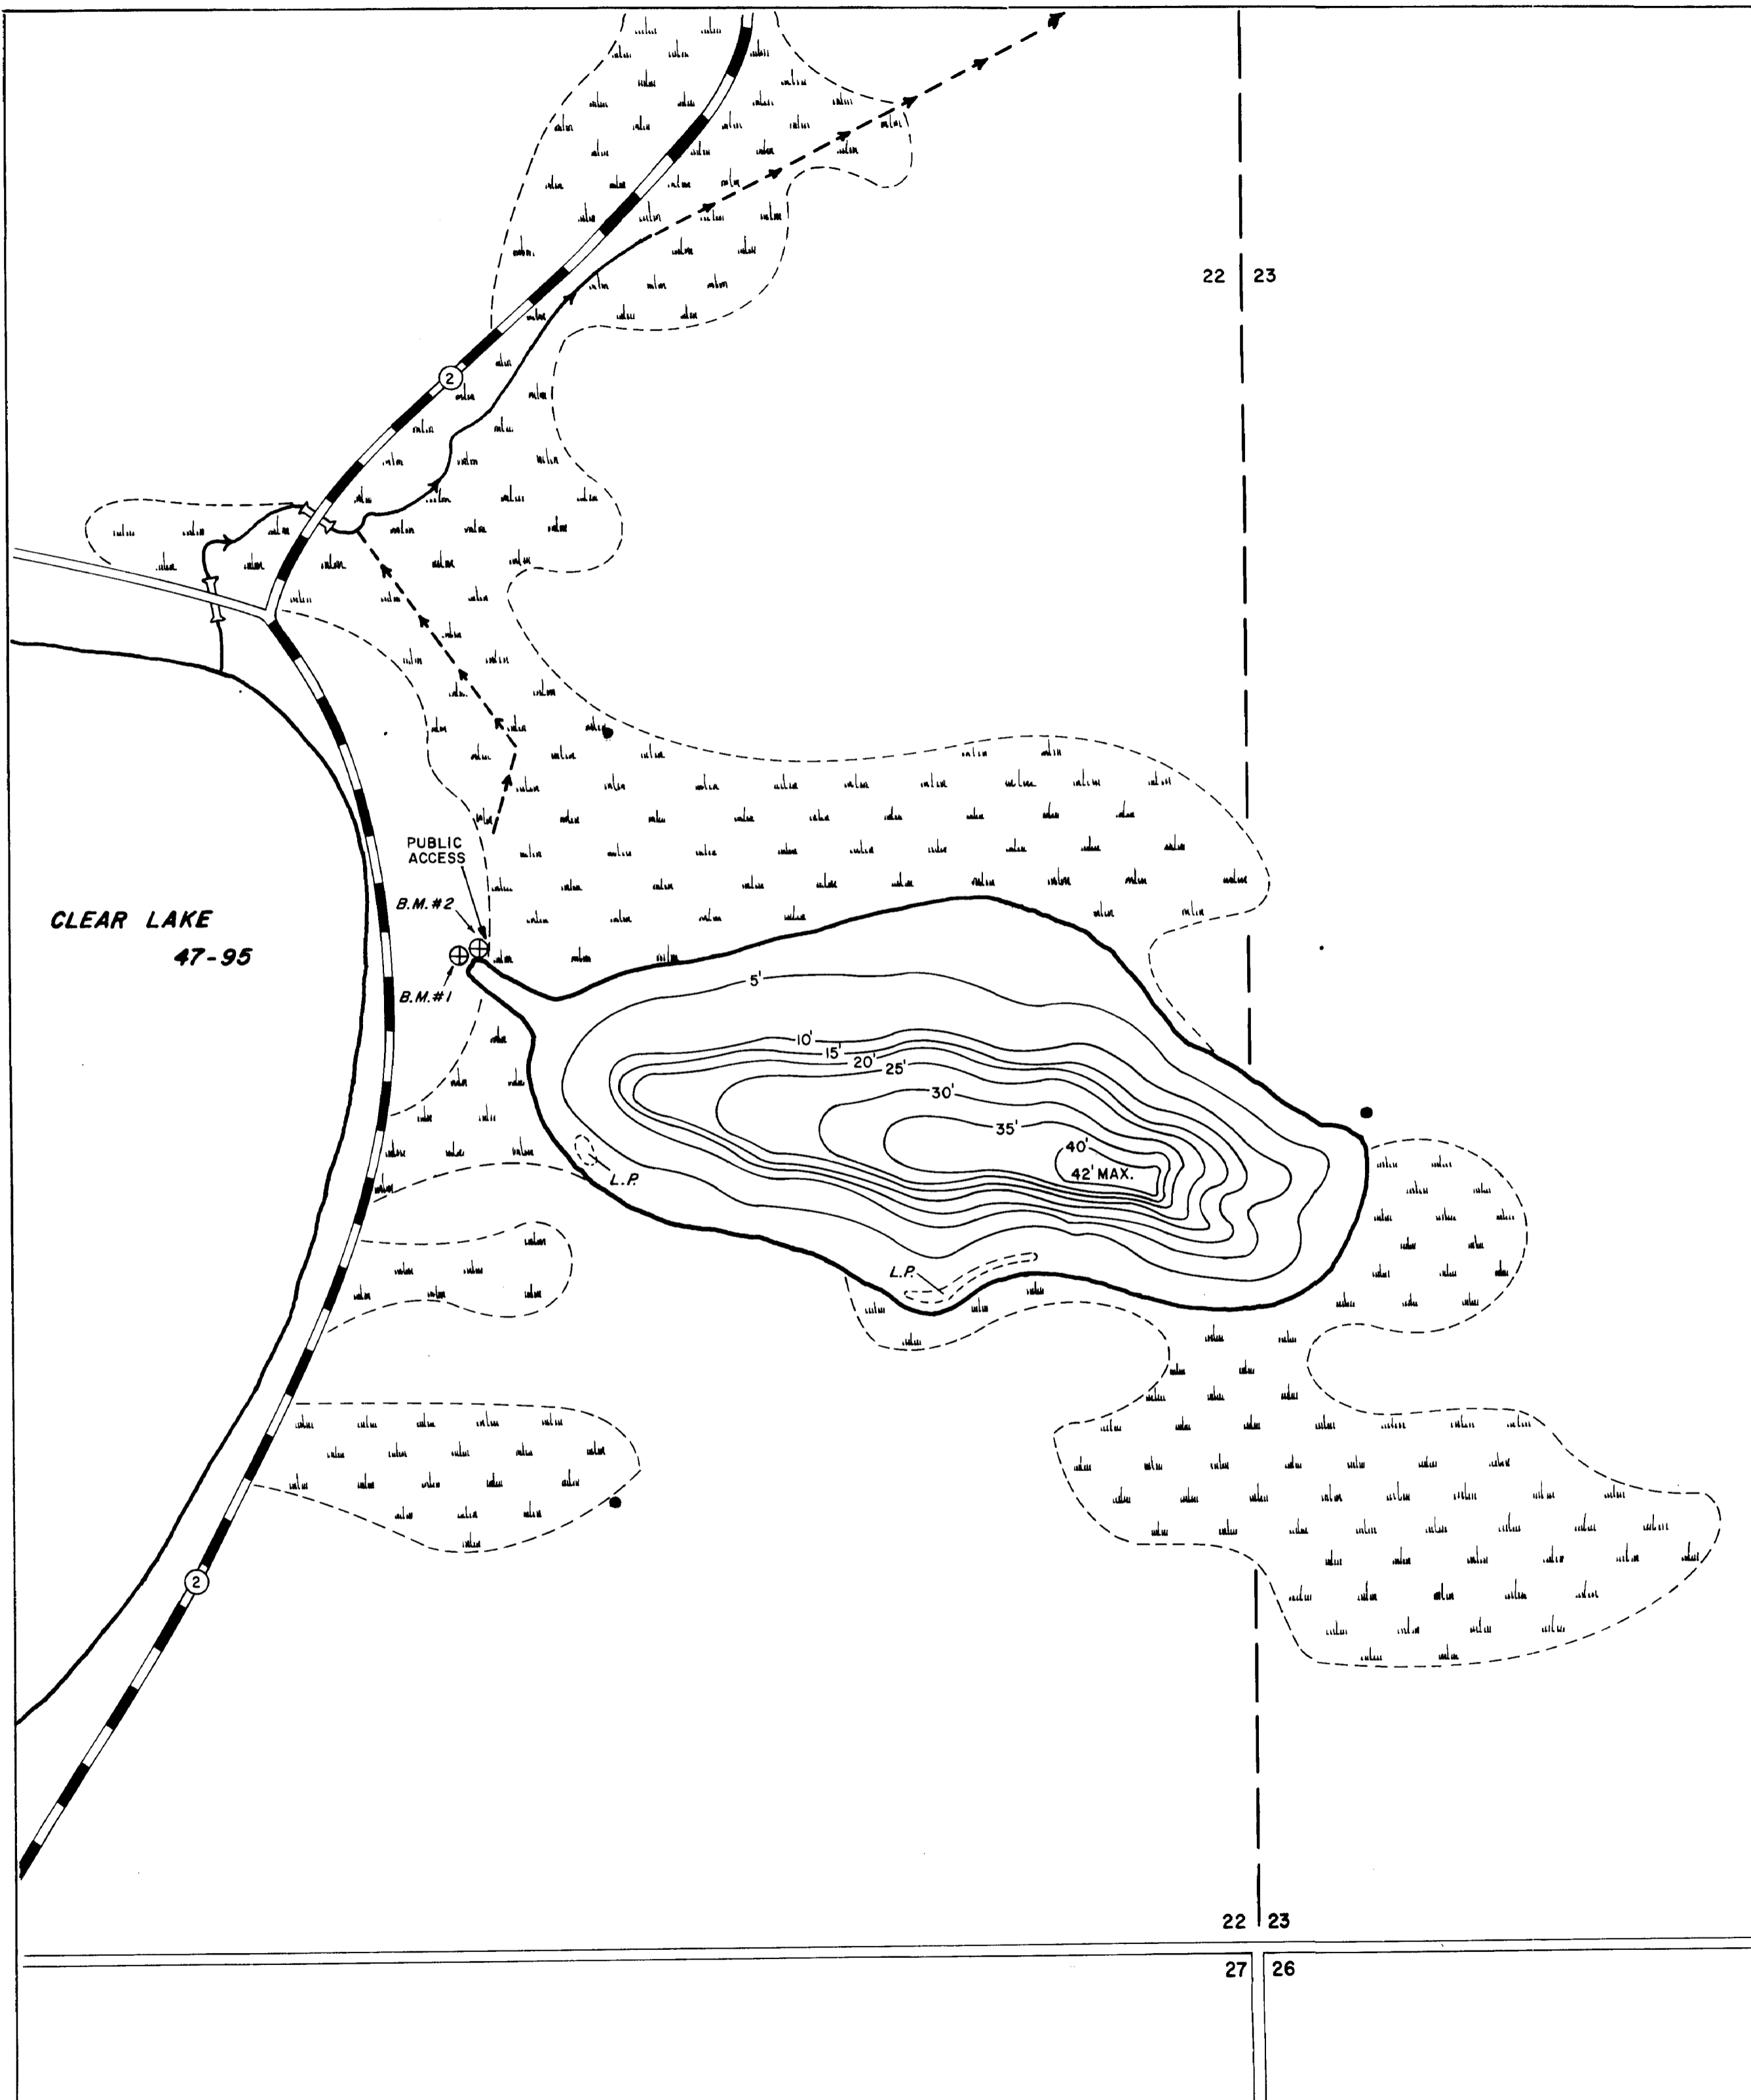 22 23
2
PUBLIC
ACCESS
B.M.#2
CLEAR LAKE
47-95
B.M.#1
5'
10'
15'
20'
25'
30'
35'
40'
42' MAX.
L.P.
L.P.
2
22 23
27 26